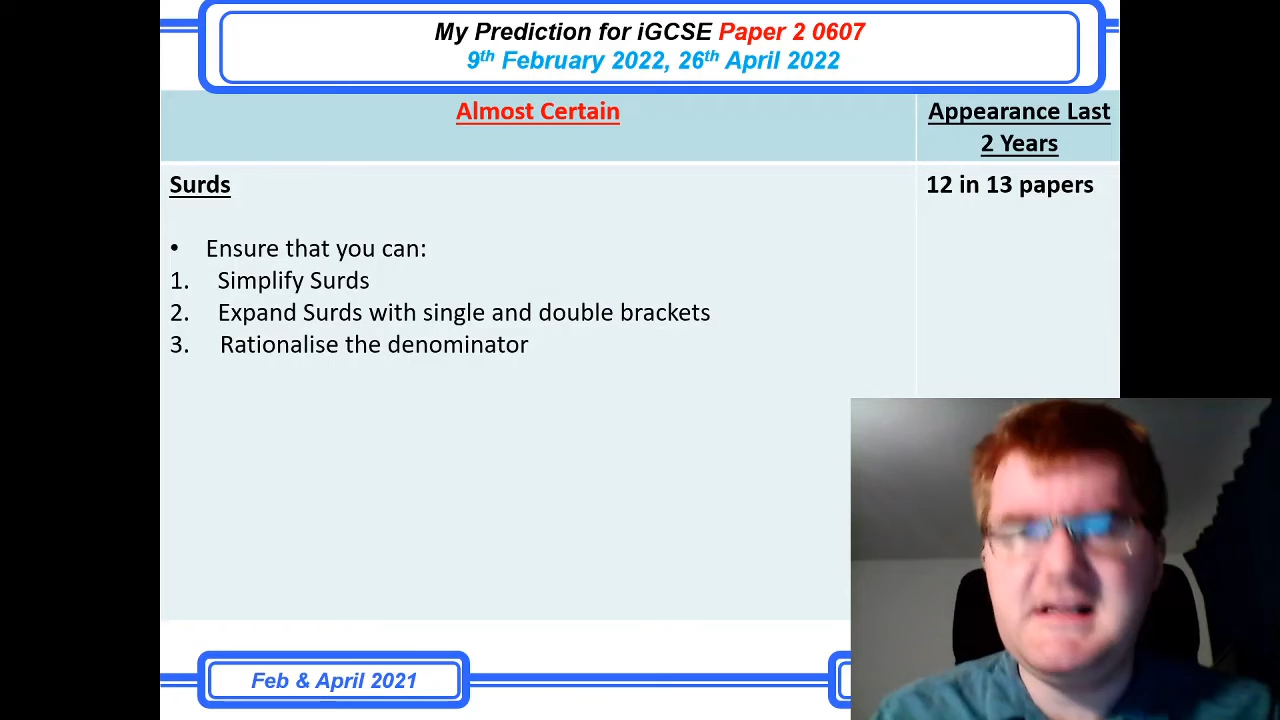 My Prediction for iGCSE Paper 2 0607
9th February 2022, 26th April 2022
Almost Certain
Appearance Last
2 Years
Surds
12 in 13 papers
• Ensure that you can:
1. Simplify Surds
2. Expand Surds with single and double brackets
3. Rationalise the denominator
Feb & April 2021